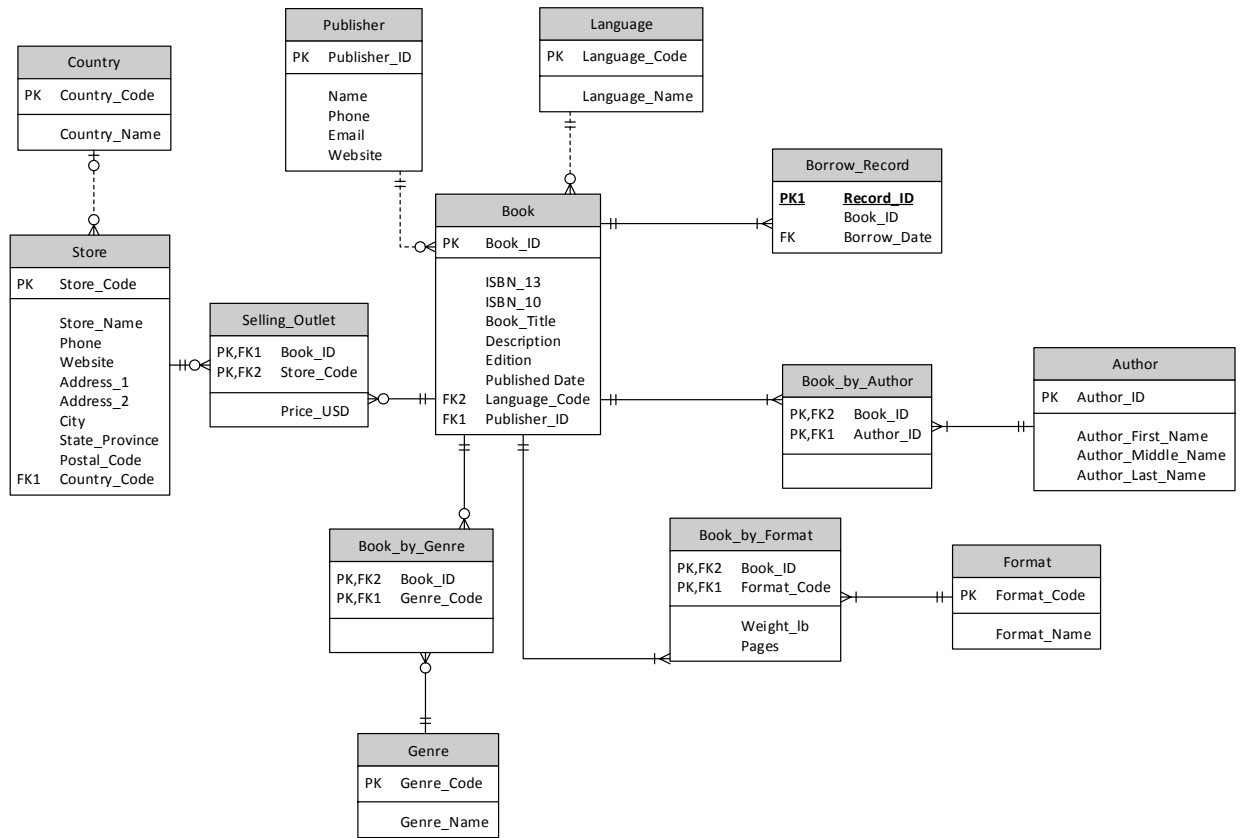 Publisher
PK Publisher_ID
Name
Phone
Email
Website
Language
PK Language_Code
Language_Name
Country
PK Country_Code
Country_Name
Borrow_Record
PK1 Record_ID
Book_ID
FK Borrow_Date
Book
PK Book_ID
ISBN_13
ISBN_10
Book_Title
Description
Edition
Published Date
FK2 Language_Code
FK1 Publisher_ID
Store
PK Store_Code
Store_Name
Phone
Website
Address_1
Address_2
City
State_Province
Postal_Code
FK1 Country_Code
Selling_Outlet
PK,FK1 Book_ID
PK,FK2 Store_Code
Price_USD
Book_by_Author
PK,FK2 Book_ID
PK,FK1 Author_ID
Author
PK Author_ID
Author_First_Name
Author_Middle_Name
Author_Last_Name
Book_by_Genre
PK,FK2 Book_ID
PK,FK1 Genre_Code
Book_by_Format
PK,FK2 Book_ID
PK,FK1 Format_Code
Weight_lb
Pages
Format
PK Format_Code
Format_Name
Genre
PK Genre_Code
Genre_Name